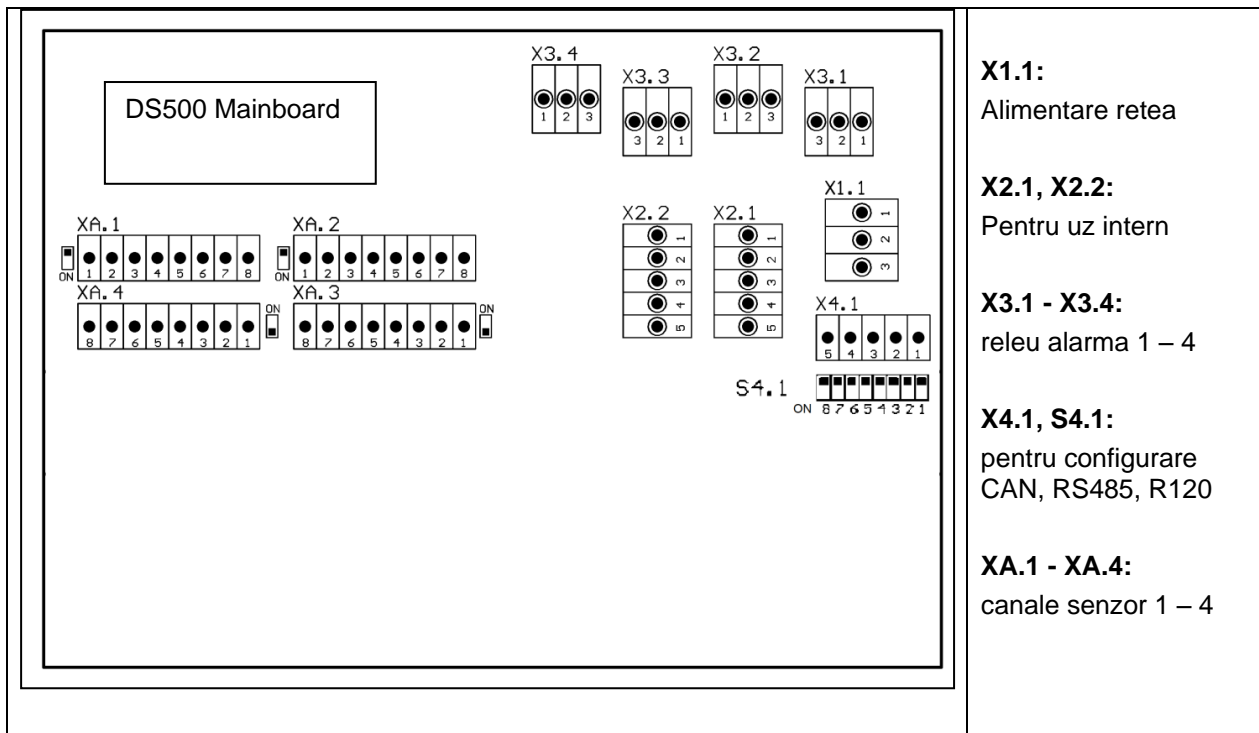 DS500 Mainboard
X3.4
1 2 3
X3.3
3 2 1
X3.2
1 2 3
X3.1
3 2 1
X1.1
1
2
3
X2.2
1
2
3
4
5
X2.1
1
2
3
4
5
XA.1
ON
1 2 3 4 5 6 7 8
XA.2
ON
1 2 3 4 5 6 7 8
XA.4
ON
8 7 6 5 4 3 2 1
XA.3
ON
8 7 6 5 4 3 2 1
X4.1
5 4 3 2 1
S4.1
ON 8 7 6 5 4 3 2 1
X1.1:
Alimentare retea
X2.1, X2.2:
Pentru uz intern
X3.1 - X3.4:
releu alarma 1 – 4
X4.1, S4.1:
pentru configurare
CAN, RS485, R120
XA.1 - XA.4:
canale senzor 1 – 4